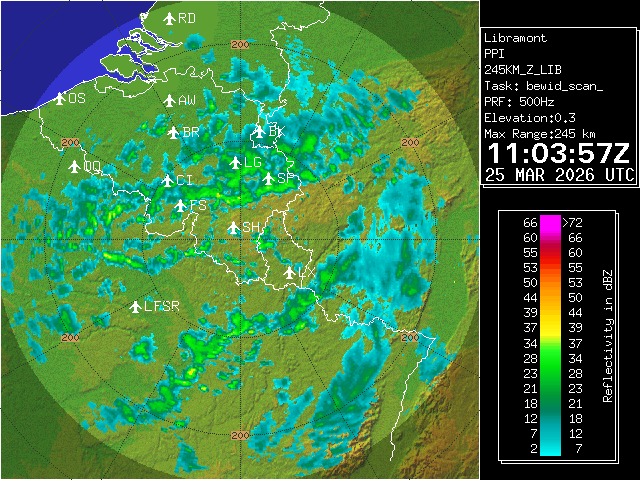 RD
200
OS
AW
BR
BK
200
200
OO
LG
CI
SP
FS
SH
LX
LFSR
200
200
200
Libramont
PPI
245KM_Z_LIB
Task: bewid_scan_
PRF: 500Hz
Elevation:0.3
Max Range:245 km
11:03:57Z
25 MAR 2026 UTC
66 >72
60 66
55 60
53 55
50 53
44 50
39 44
37 39
34 37
28 34
23 28
21 23
18 21
12 18
7 12
2 7
Reflectivity in dBZ